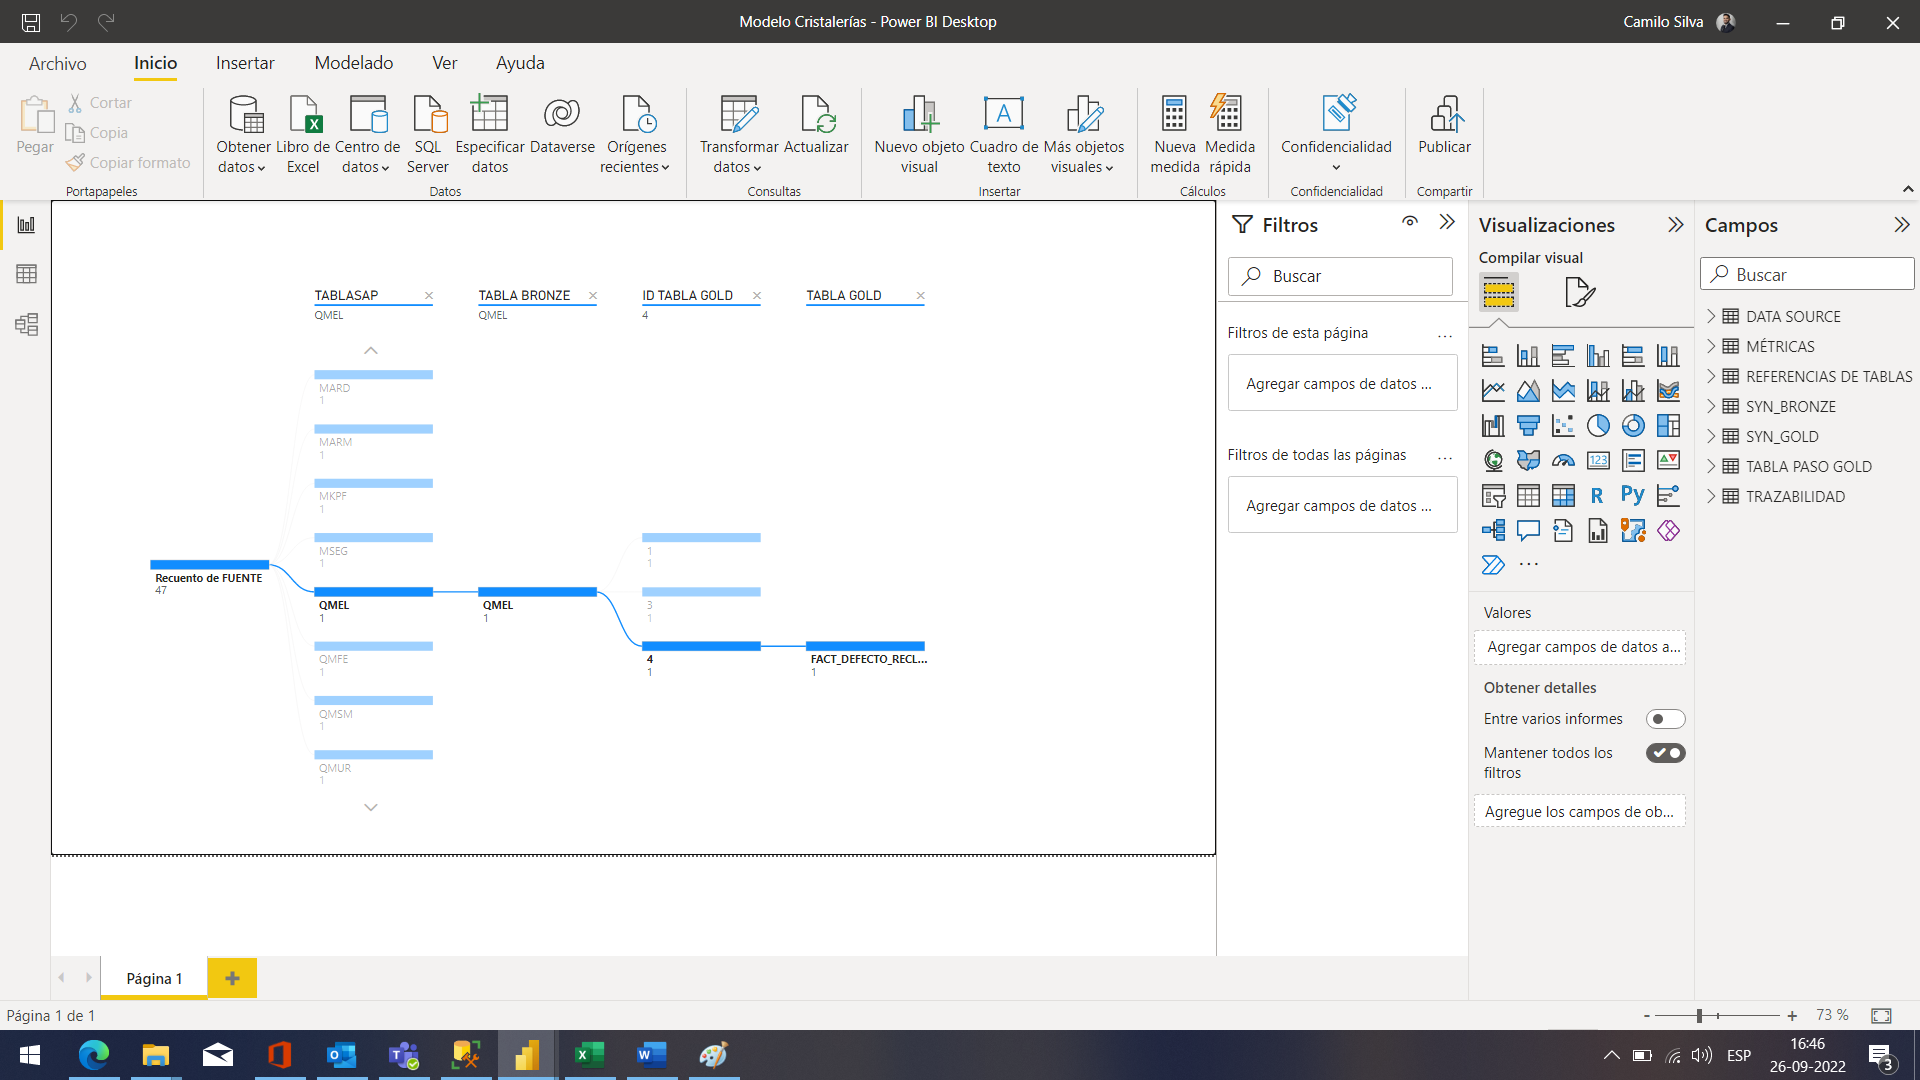 Modelo Cristalerías - Power BI Desktop
Camilo Silva
Archivo
Inicio
Insertar
Modelado
Ver
Ayuda
Pegar
Cortar
Copia
Copiar formato
Portapapeles
Obtener datos
Libro de Excel
Centro de datos
SQL Server
Especificar datos
Dataverse
Orígenes recientes
Datos
Transformar datos
Actualizar
Consultas
Nuevo objeto visual
Cuadro de texto
A
Más objetos visuales
Insertar
Nueva medida
Medida rápida
Cálculos
Confidencialidad
Confidencialidad
Publicar
Compartir
TABLASAP
QMEL
TABLA BRONZE
QMEL
ID TABLA GOLD
4
TABLA GOLD
Recuento de FUENTE
47
MARD
1
MARM
1
MKPF
1
MSEG
1
QMEL
1
QMFE
1
QMSM
1
QMUR
1
QMEL
1
1
1
3
1
4
1
FACT_DEFECTO_RECL...
1
Filtros
Buscar
Filtros de esta página
...
Agregar campos de datos ...
Filtros de todas las páginas
...
Agregar campos de datos ...
Visualizaciones
Compilar visual
123
R
Py
...
Valores
Agregar campos de datos a...
Obtener detalles
Entre varios informes
Mantener todos los
filtros
Agregue los campos de ob...
Campos
Buscar
DATA SOURCE
MÉTRICAS
REFERENCIAS DE TABLAS
SYN_BRONZE
SYN_GOLD
TABLA PASO GOLD
TRAZABILIDAD
Página 1
+
Página 1 de 1
- + 73 %
ESP
16:46
26-09-2022
3